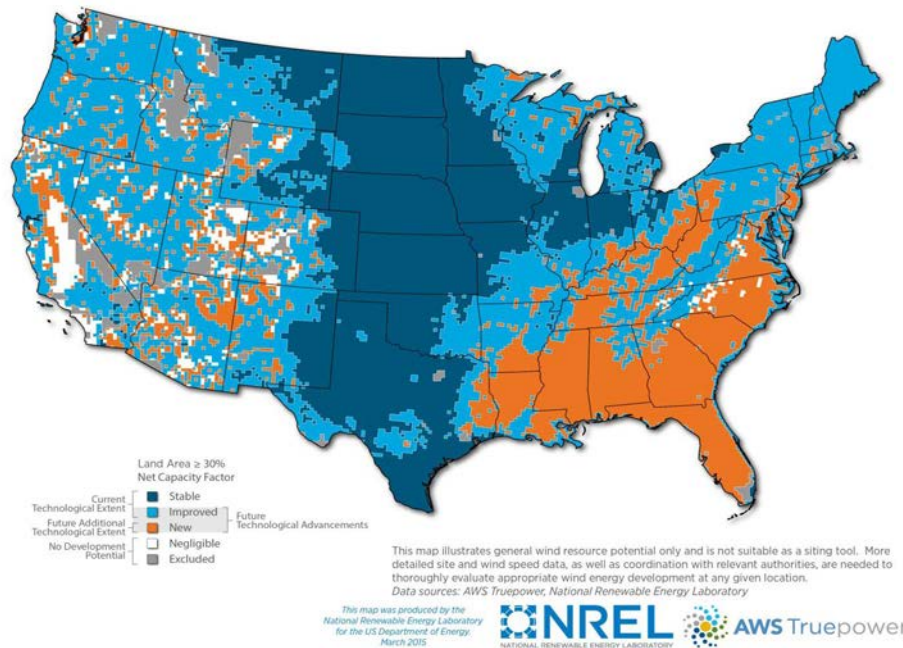 Land Area ≥ 30%
Net Capacity Factor
Current
Technological Extent
Stable
Improved
Future
Technological Advancements
Future Additional
Technological Extent
New
No Development
Potential
Negligible
Excluded
This map illustrates general wind resource potential only and is not suitable as a siting tool. More
detailed site and wind speed data, as well as coordination with relevant authorities, are needed to
thoroughly evaluate appropriate wind energy development at any given location.
Data sources: AWS Truepower, National Renewable Energy Laboratory
This map was produced by the
National Renewable Energy Laboratory
for the US Department of Energy.
March 2015
NREL
NATIONAL RENEWABLE ENERGY LABORATORY
AWS Truepower